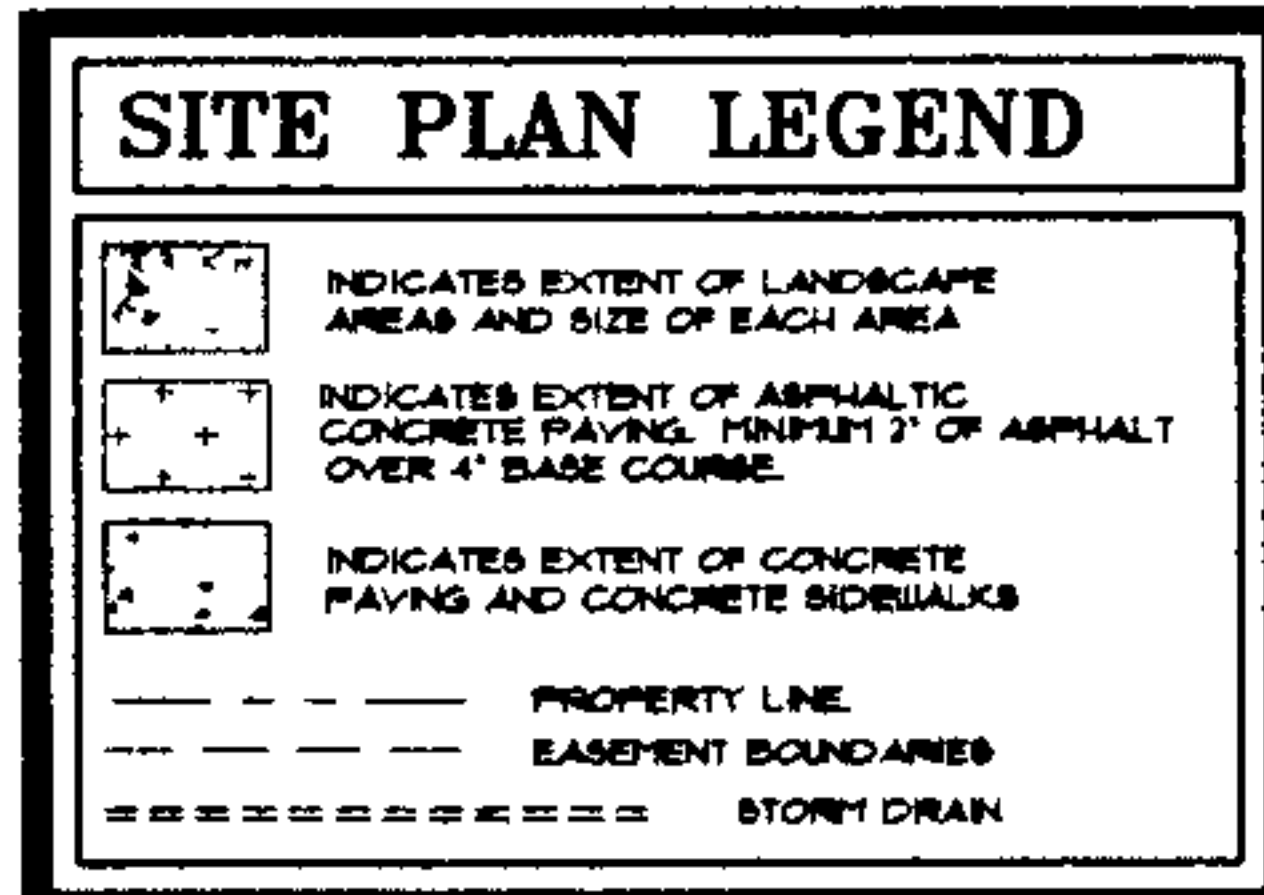 SITE PLAN LEGEND
INDICATES EXTENT OF LANDSCAPE
AREAS AND SIZE OF EACH AREA
INDICATES EXTENT OF ASPHALTIC
CONCRETE PAVING. MINIMUM 2" OF ASPHALT
OVER 4" BASE COURSE.
INDICATES EXTENT OF CONCRETE
PAVING AND CONCRETE SIDEWALKS
PROPERTY LINE
EASEMENT BOUNDARIES
STORM DRAIN